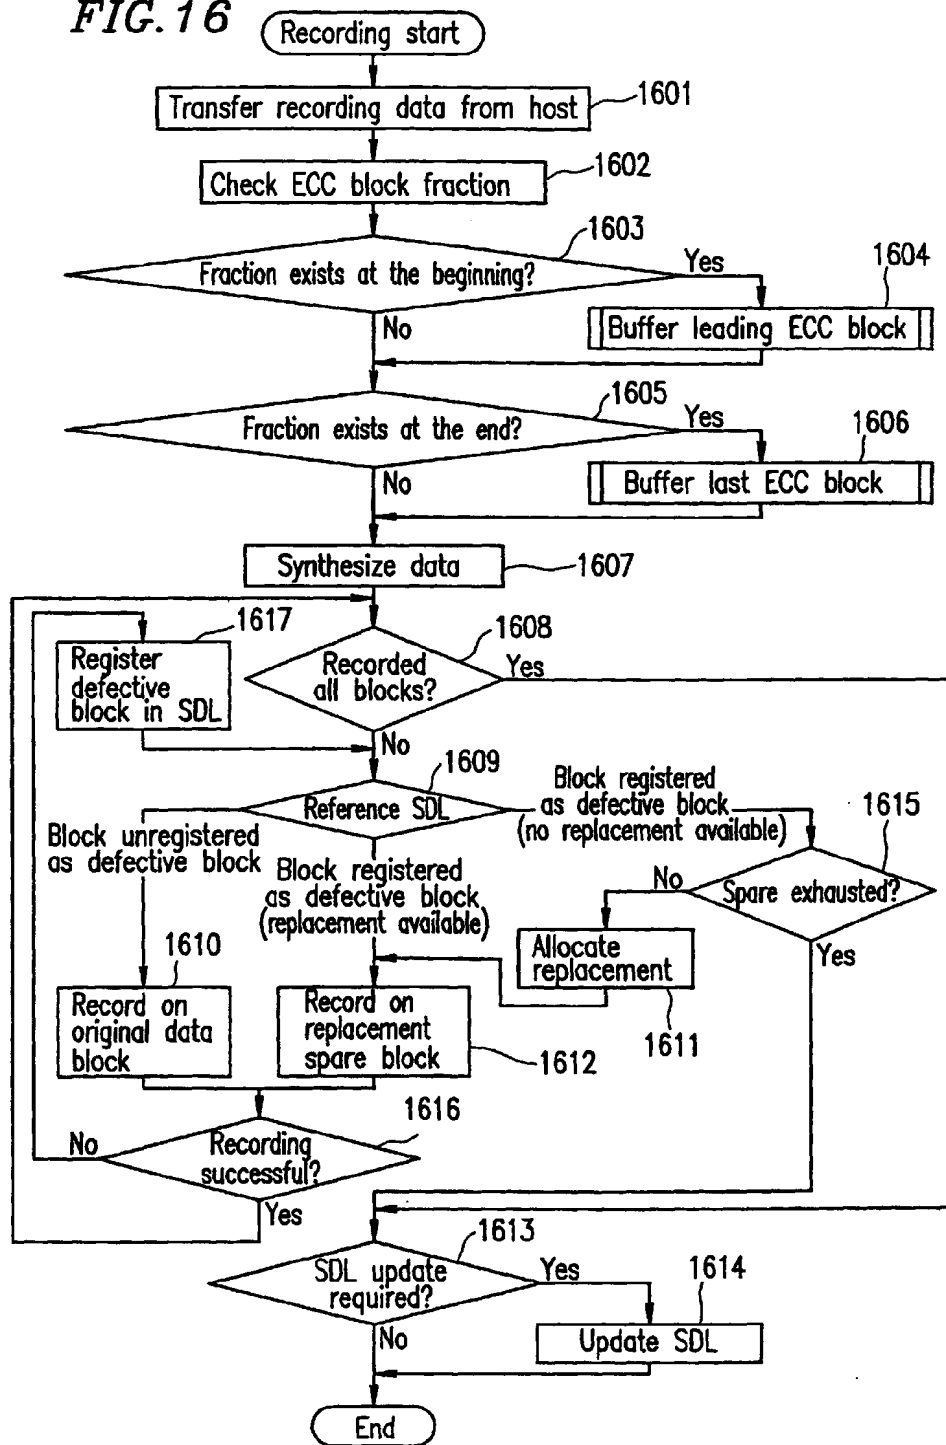 FIG. 16
Recording start
Transfer recording data from host
1601
Check ECC block fraction
1602
1603
Fraction exists at the beginning?
Yes
1604
Buffer leading ECC block
No
1605
Fraction exists at the end?
Yes
1606
Buffer last ECC block
No
Synthesize data
1607
1617
Register
defective
block in SDL
1608
Recorded
all blocks?
Yes
No
1609
Reference SDL
Block registered
as defective block
(no replacement available)
1615
Block unregistered
as defective block
Block registered
as defective block
(replacement available)
No
Spare exhausted?
Yes
Allocate
replacement
1611
1610
Record on
original data
block
Record on
replacement
spare block
1612
1616
No
Recording
successful?
Yes
1613
SDL update
required?
Yes
1614
Update SDL
No
End